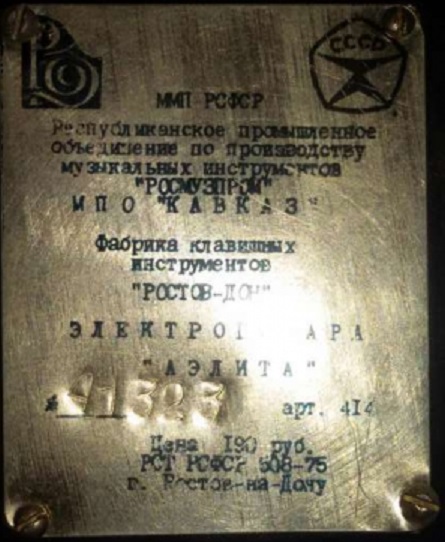 СССР
ММП РСФСР
Республиканское промышленное
объединение по производству
музыкальных инструментов
"РОСМУЗПРОМ"
МПО "КАВКАЗ"
Фабрика клавишных
инструментов
"РОСТОВ-ДОН"
ЭЛЕКТРОГИТАРА
"АЭЛИТА"
арт. 414
Цена 190 руб.
РСТ РСФСР 508-75
г. Ростов-на-Дону